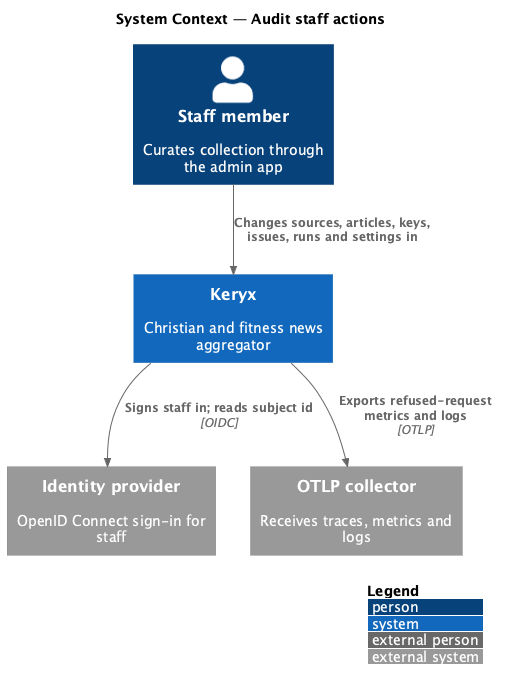 System Context — Audit staff actions
Staff member
Curates collection through
the admin app
Changes sources, articles, keys,
issues, runs and settings in
Keryx
Christian and fitness news
aggregator
Signs staff in; reads subject id
[OIDC]
Exports refused-request
metrics and logs
[OTLP]
Identity provider
OpenID Connect sign-in for
staff
OTLP collector
Receives traces, metrics and
logs
Legend
person
system
external person
external system